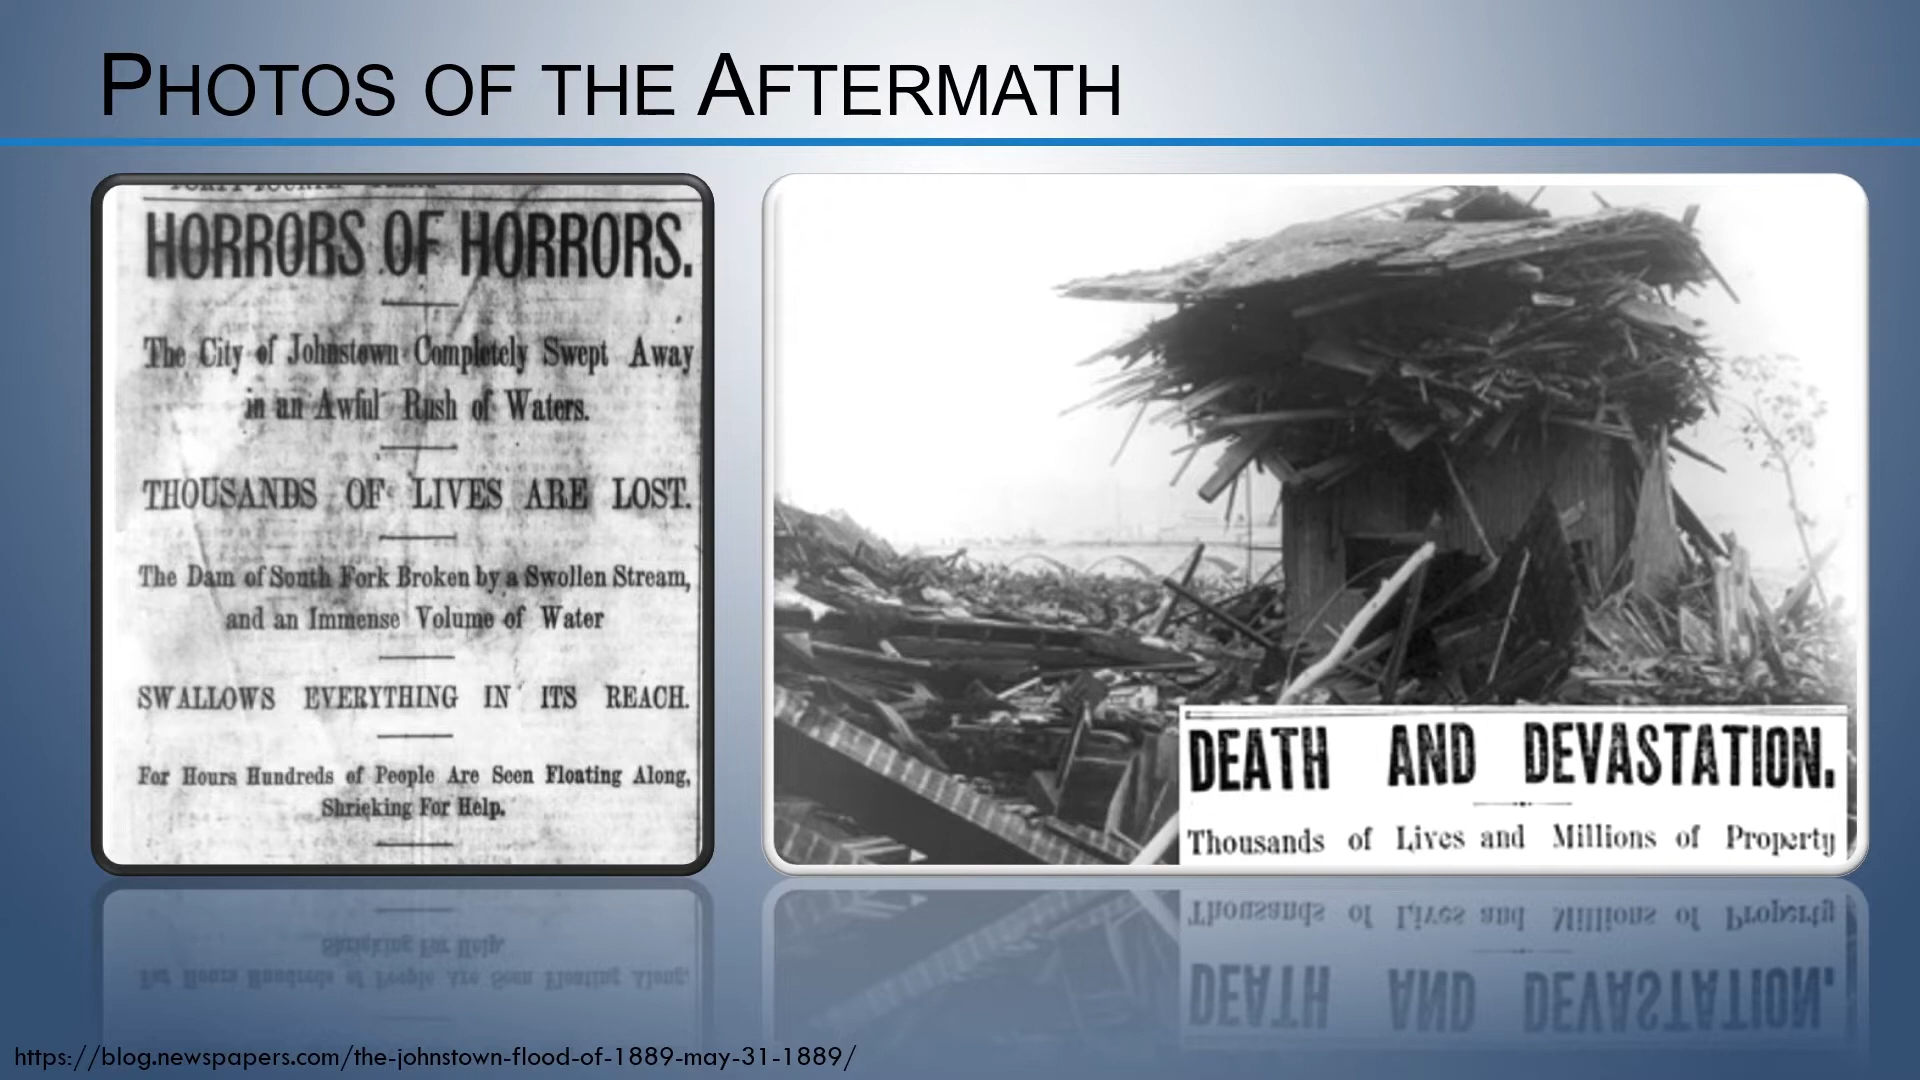 PHOTOS OF THE AFTERMATH
HORRORS OF HORRORS.
The City of Johnstown Completely Swept Away
in an Awful Rush of Waters.
THOUSANDS OF LIVES ARE LOST.
The Dam of South Fork Broken by a Swollen Stream,
and an Immense Volume of Water
SWALLOWS EVERYTHING IN ITS REACH.
For Hours Hundreds of People Are Seen Floating Along,
Shrieking For Help.
DEATH AND DEVASTATION.
Thousands of Lives and Millions of Property
https://blog.newspapers.com/the-johnstown-flood-of-1889-may-31-1889/